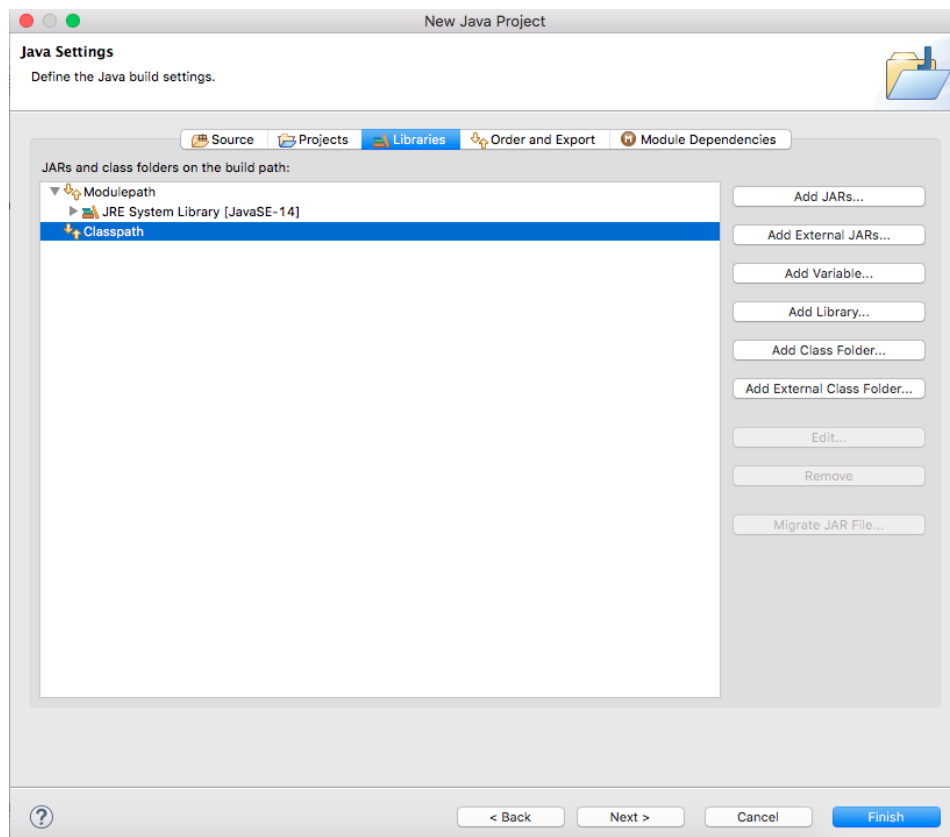 New Java Project
Java Settings
Define the Java build settings.
Source Projects Libraries Order and Export Module Dependencies
JARs and class folders on the build path:
Modulepath
JRE System Library [JavaSE-14]
Classpath
Add JARs...
Add External JARs...
Add Variable...
Add Library...
Add Class Folder...
Add External Class Folder...
Edit...
Remove
Migrate JAR File...
? < Back Next > Cancel Finish